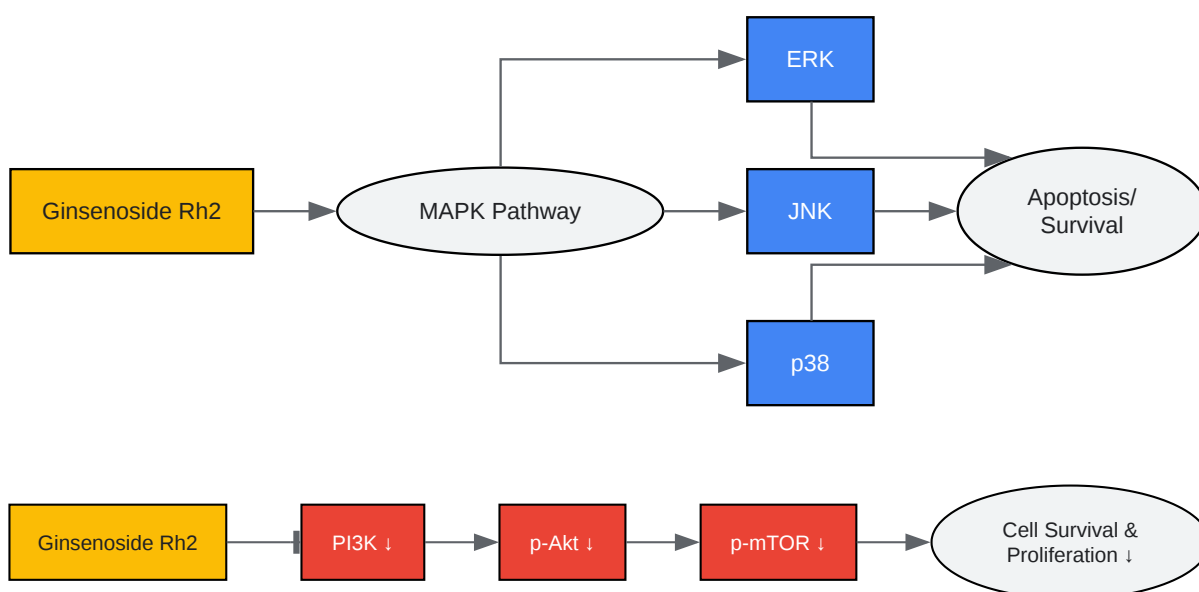 ERK
Ginsenoside Rh2
MAPK Pathway
JNK
Apoptosis/
Survival
p38
Ginsenoside Rh2
PI3K ↓
p-Akt ↓
p-mTOR ↓
Cell Survival &
Proliferation ↓